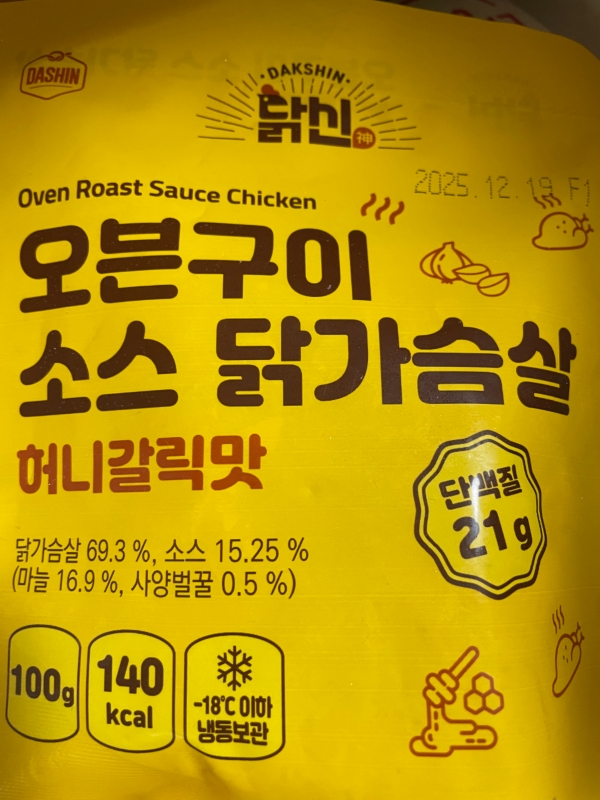 DASHIN
·DAKSHIN·
닭신
神
2025.12.19 F1
Oven Roast Sauce Chicken
오븐구이
소스 닭가슴살
허니갈릭맛
단백질
21g
닭가슴살 69.3 %, 소스 15.25 %
(마늘 16.9 %, 사양벌꿀 0.5 %)
100g
140
kcal
-18℃ 이하
냉동보관